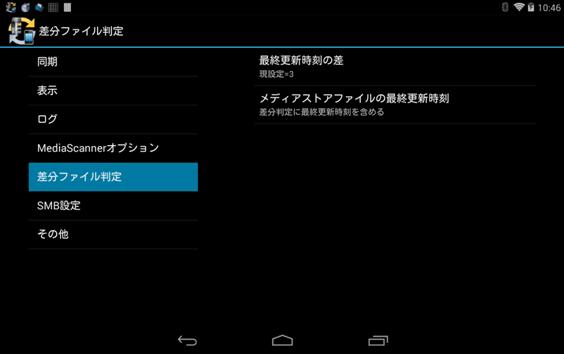 10:46
差分ファイル判定
同期
表示
ログ
MediaScannerオプション
差分ファイル判定
SMB設定
その他
最終更新時刻の差
現設定=3
メディアストアファイルの最終更新時刻
差分判定に最終更新時刻を含める